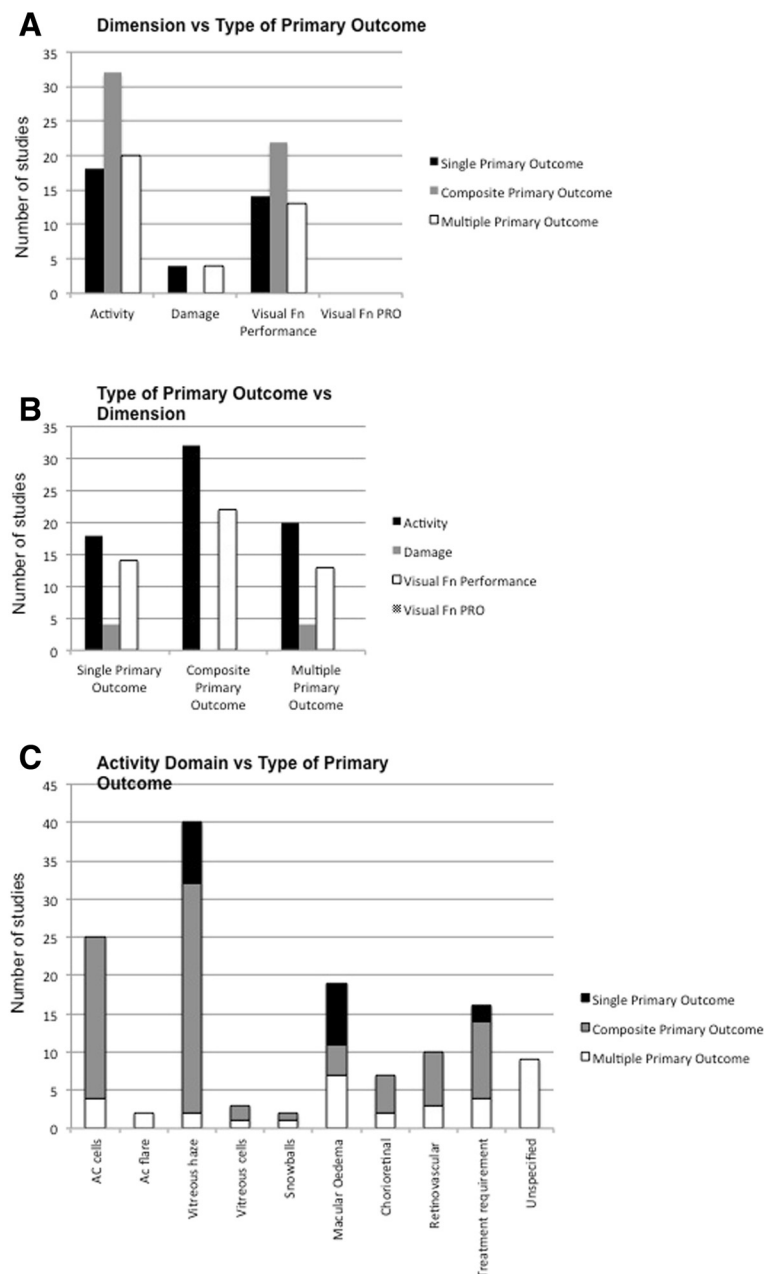 A
Dimension vs Type of Primary Outcome
35
30
25
20
15
10
5
0
Number of studies
Activity
Damage
Visual Fn
Performance
Visual Fn PRO
Single Primary Outcome
Composite Primary Outcome
Multiple Primary Outcome
B
Type of Primary Outcome vs
Dimension
35
30
25
20
15
10
5
0
Number of studies
Single Primary
Outcome
Composite
Primary
Outcome
Multiple
Primary
Outcome
Activity
Damage
Visual Fn Performance
Visual Fn PRO
C
Activity Domain vs Type of Primary
Outcome
45
40
35
30
25
20
15
10
5
0
Number of studies
AC cells
Ac flare
Vitreous haze
Vitreous cells
Snowballs
Macular Oedema
Chorioretinal
Retinovascular
Treatment requirement
Unspecified
Single Primary Outcome
Composite Primary Outcome
Multiple Primary Outcome